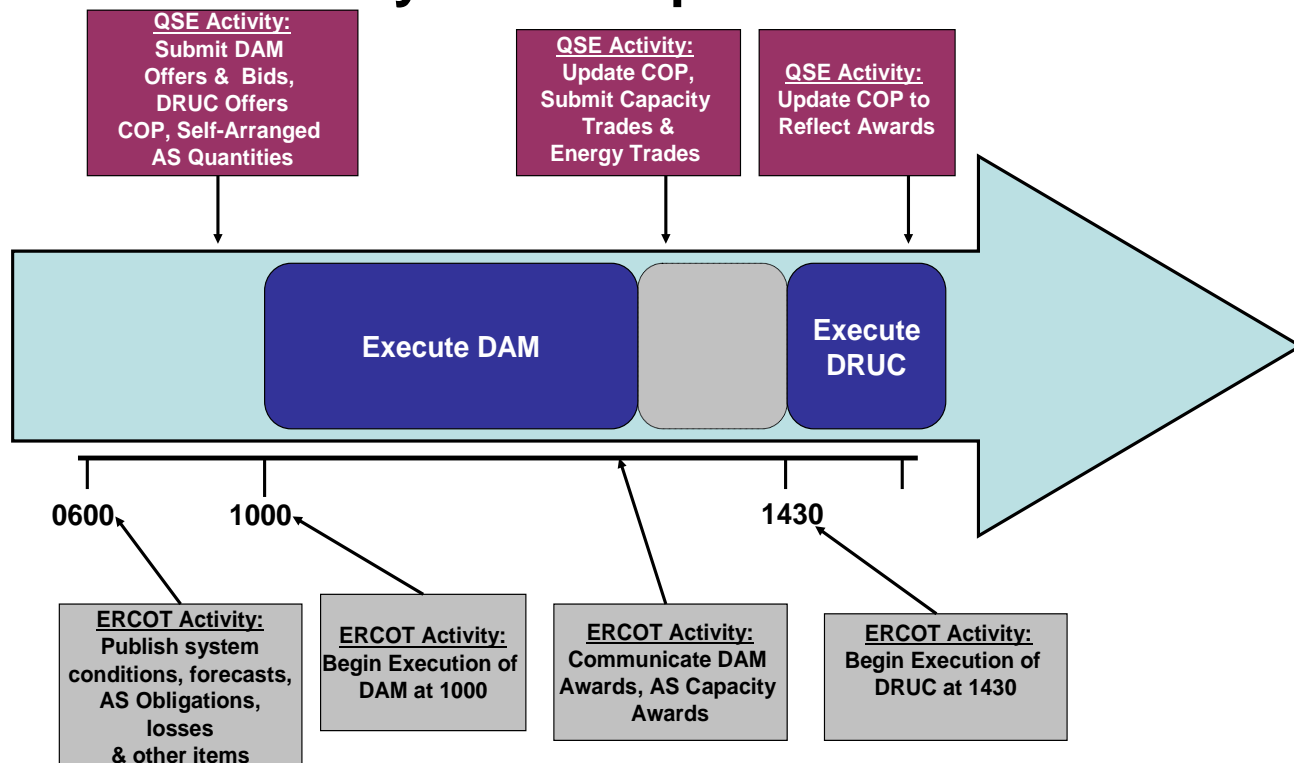 QSE Activity:
Submit DAM
Offers & Bids,
DRUC Offers
COP, Self-Arranged
AS Quantities
QSE Activity:
Update COP,
Submit Capacity
Trades &
Energy Trades
QSE Activity:
Update COP to
Reflect Awards
Execute DAM
Execute
DRUC
0600
1000
1430
ERCOT Activity:
Publish system
conditions, forecasts,
AS Obligations,
losses
& other items
ERCOT Activity:
Begin Execution of
DAM at 1000
ERCOT Activity:
Communicate DAM
Awards, AS Capacity
Awards
ERCOT Activity:
Begin Execution of
DRUC at 1430